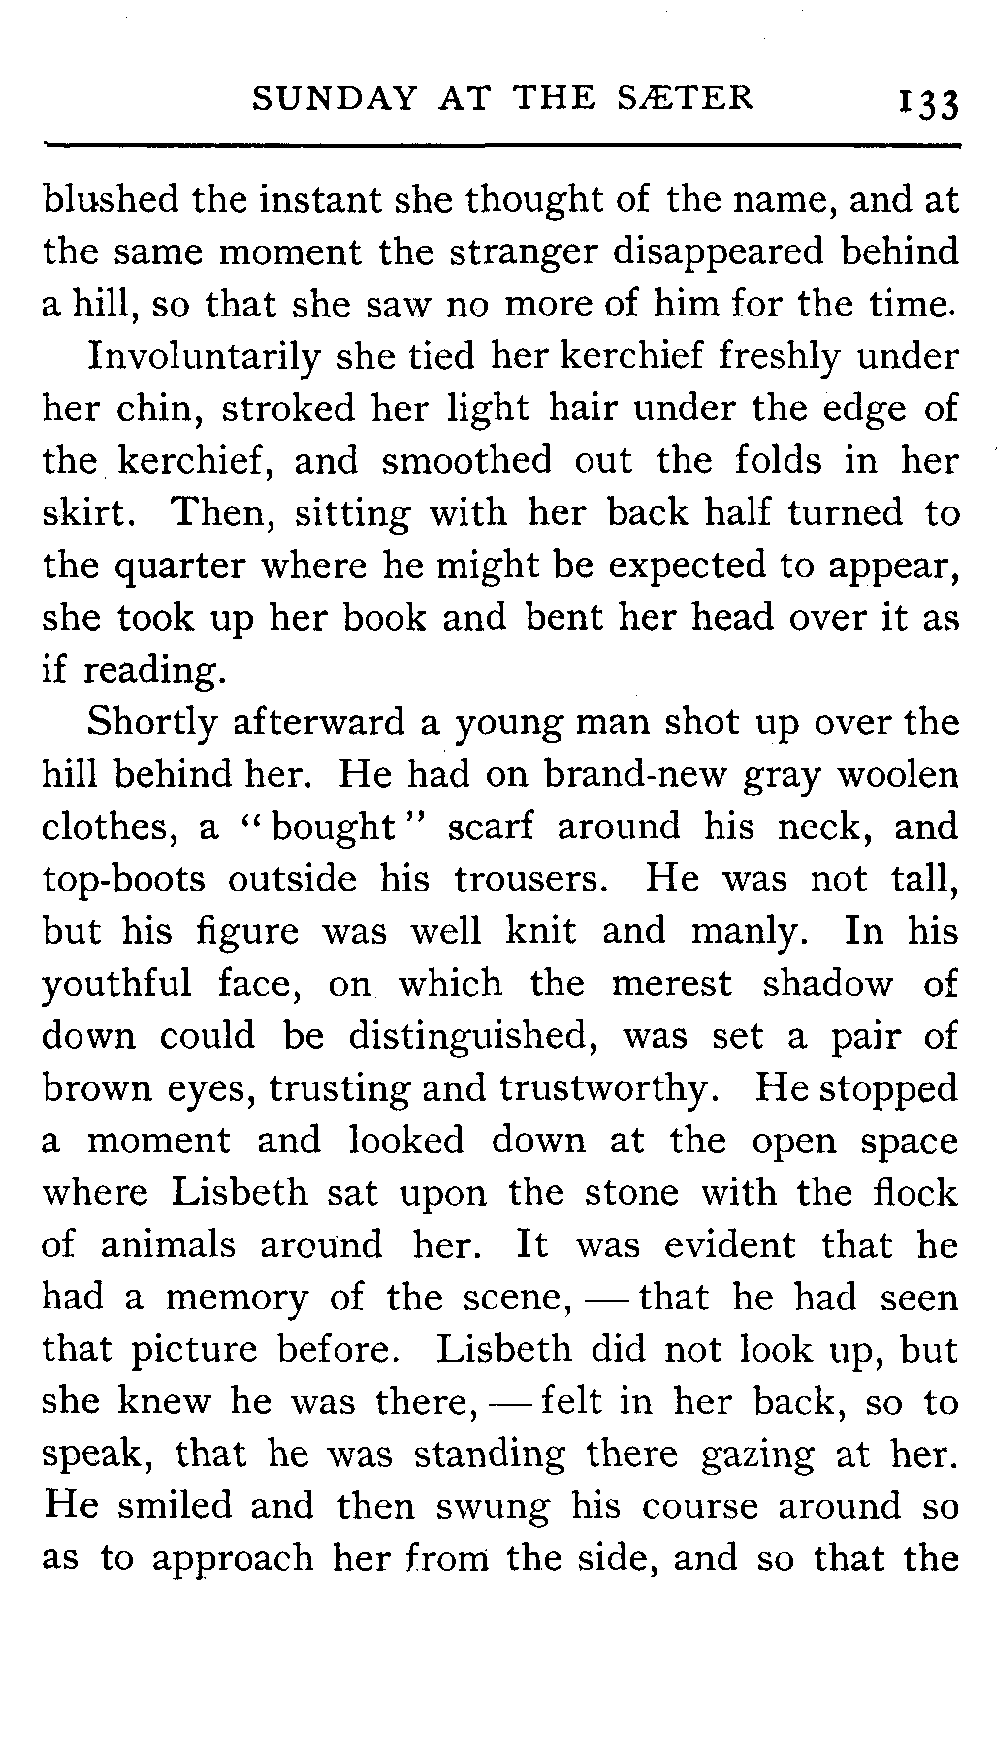 SUNDAY AT THE SÆTER 133
blushed the instant she thought of the name, and at
the same moment the stranger disappeared behind
a hill, so that she saw no more of him for the time.
Involuntarily she tied her kerchief freshly under
her chin, stroked her light hair under the edge of
the kerchief, and smoothed out the folds in her
skirt. Then, sitting with her back half turned to
the quarter where he might be expected to appear,
she took up her book and bent her head over it as
if reading.
Shortly afterward a young man shot up over the
hill behind her. He had on brand-new gray woolen
clothes, a “bought” scarf around his neck, and
top-boots outside his trousers. He was not tall,
but his figure was well knit and manly. In his
youthful face, on which the merest shadow of
down could be distinguished, was set a pair of
brown eyes, trusting and trustworthy. He stopped
a moment and looked down at the open space
where Lisbeth sat upon the stone with the flock
of animals around her. It was evident that he
had a memory of the scene, — that he had seen
that picture before. Lisbeth did not look up, but
she knew he was there, — felt in her back, so to
speak, that he was standing there gazing at her.
He smiled and then swung his course around so
as to approach her from the side, and so that the